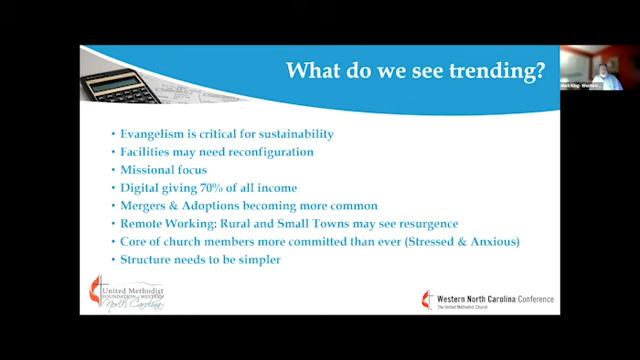 What do we see trending?
Mark King- Western...
• Evangelism is critical for sustainability
• Facilities may need reconfiguration
• Missional focus
• Digital giving 70% of all income
• Mergers & Adoptions becoming more common
• Remote Working: Rural and Small Towns may see resurgence
• Core of church members more committed than ever (Stressed & Anxious)
• Structure needs to be simpler
United Methodist
FOUNDATION OF WESTERN
North Carolina
Western North Carolina Conference
The United Methodist Church